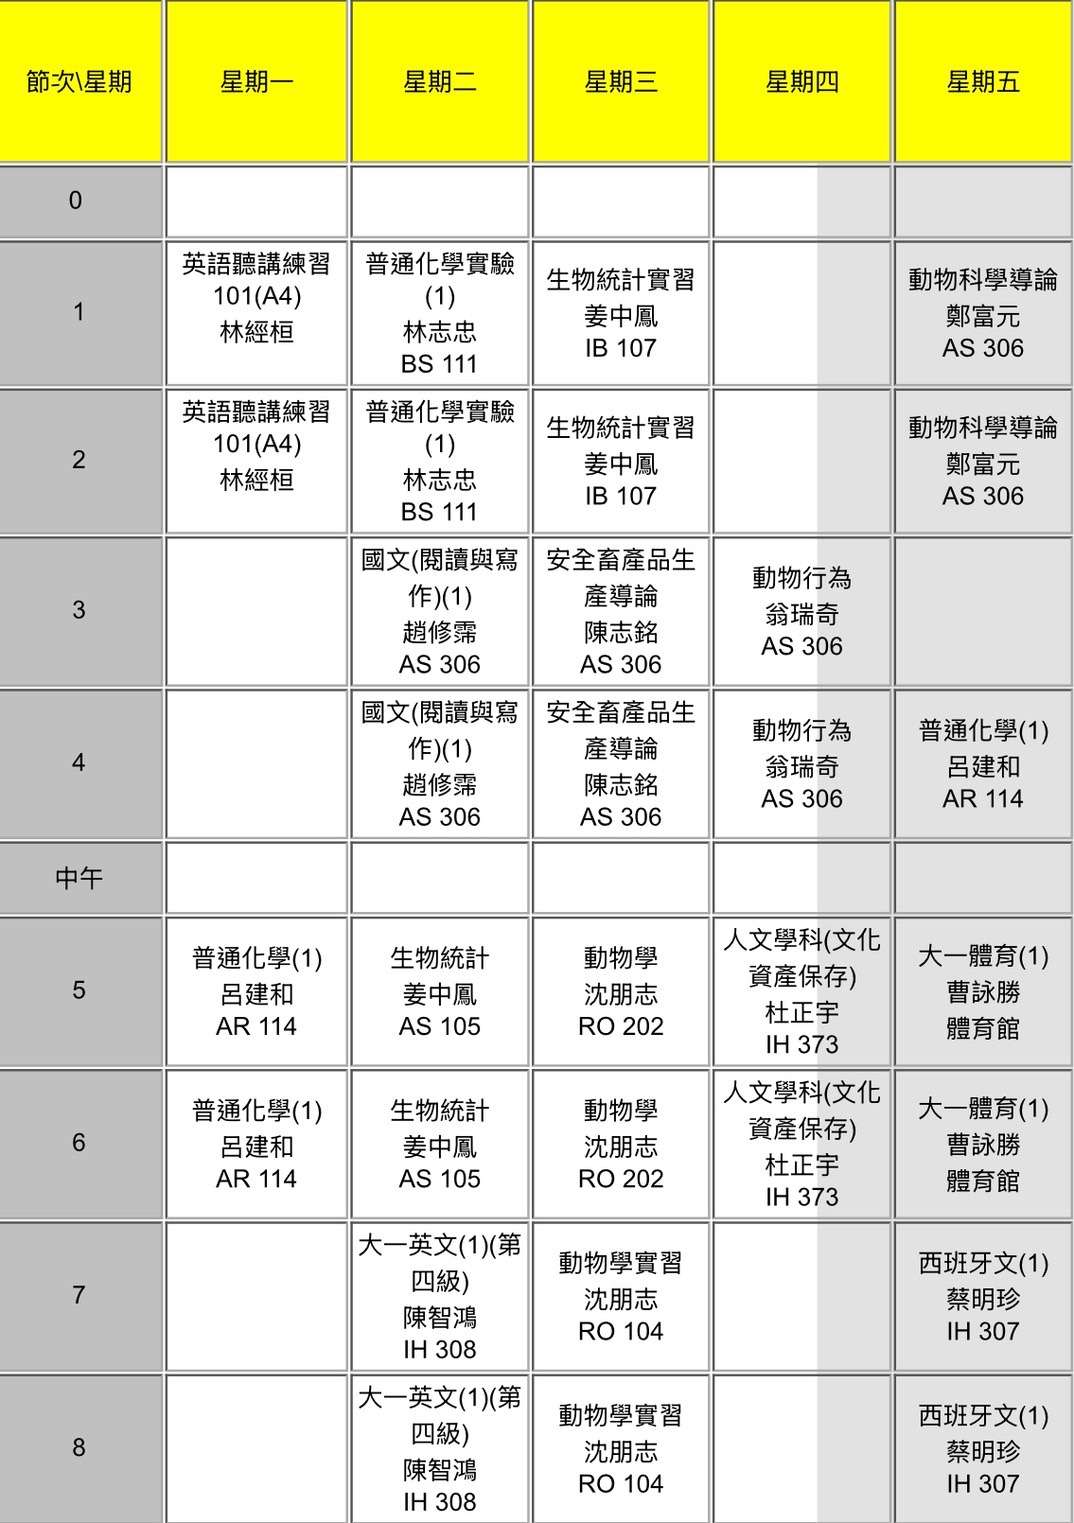 節次\星期 星期一 星期二 星期三 星期四 星期五
0
1
英語聽講練習
101(A4)
林經桓
普通化學實驗
(1)
林志忠
BS 111
生物統計實習
姜中鳳
IB 107
動物科學導論
鄭富元
AS 306
2
英語聽講練習
101(A4)
林經桓
普通化學實驗
(1)
林志忠
BS 111
生物統計實習
姜中鳳
IB 107
動物科學導論
鄭富元
AS 306
3
國文(閱讀與寫
作)(1)
趙修霈
AS 306
安全畜產品生
產導論
陳志銘
AS 306
動物行為
翁瑞奇
AS 306
4
國文(閱讀與寫
作)(1)
趙修霈
AS 306
安全畜產品生
產導論
陳志銘
AS 306
動物行為
翁瑞奇
AS 306
普通化學(1)
呂建和
AR 114
中午
5
普通化學(1)
呂建和
AR 114
生物統計
姜中鳳
AS 105
動物學
沈朋志
RO 202
人文學科(文化
資產保存)
杜正宇
IH 373
大一體育(1)
曹詠勝
體育館
6
普通化學(1)
呂建和
AR 114
生物統計
姜中鳳
AS 105
動物學
沈朋志
RO 202
人文學科(文化
資產保存)
杜正宇
IH 373
大一體育(1)
曹詠勝
體育館
7
大一英文(1)(第
四級)
陳智鴻
IH 308
動物學實習
沈朋志
RO 104
西班牙文(1)
蔡明珍
IH 307
8
大一英文(1)(第
四級)
陳智鴻
IH 308
動物學實習
沈朋志
RO 104
西班牙文(1)
蔡明珍
IH 307